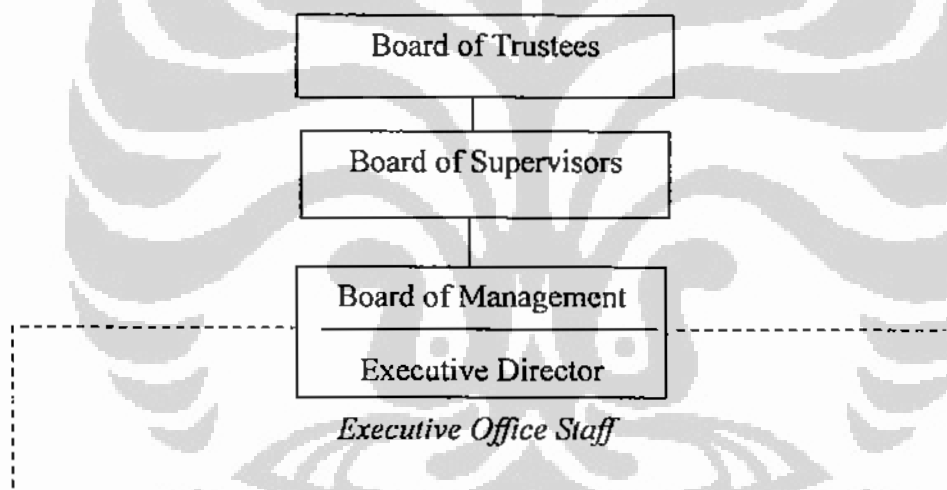 Board of Trustees
Board of Supervisors
Board of Management
Executive Director
Executive Office Staff